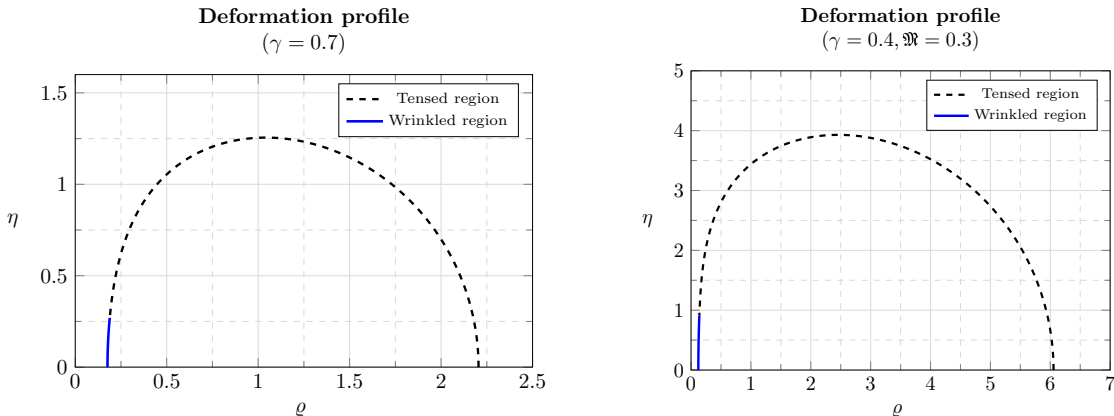 Deformation profile
(γ = 0.7)
1.5
1
0.5
0
η
0 0.5 1 1.5 2 2.5
ϱ
Tensed region
Wrinkled region
Deformation profile
(γ = 0.4, ℜ = 0.3)
5
4
3
2
1
0
η
0 1 2 3 4 5 6 7
ϱ
Tensed region
Wrinkled region